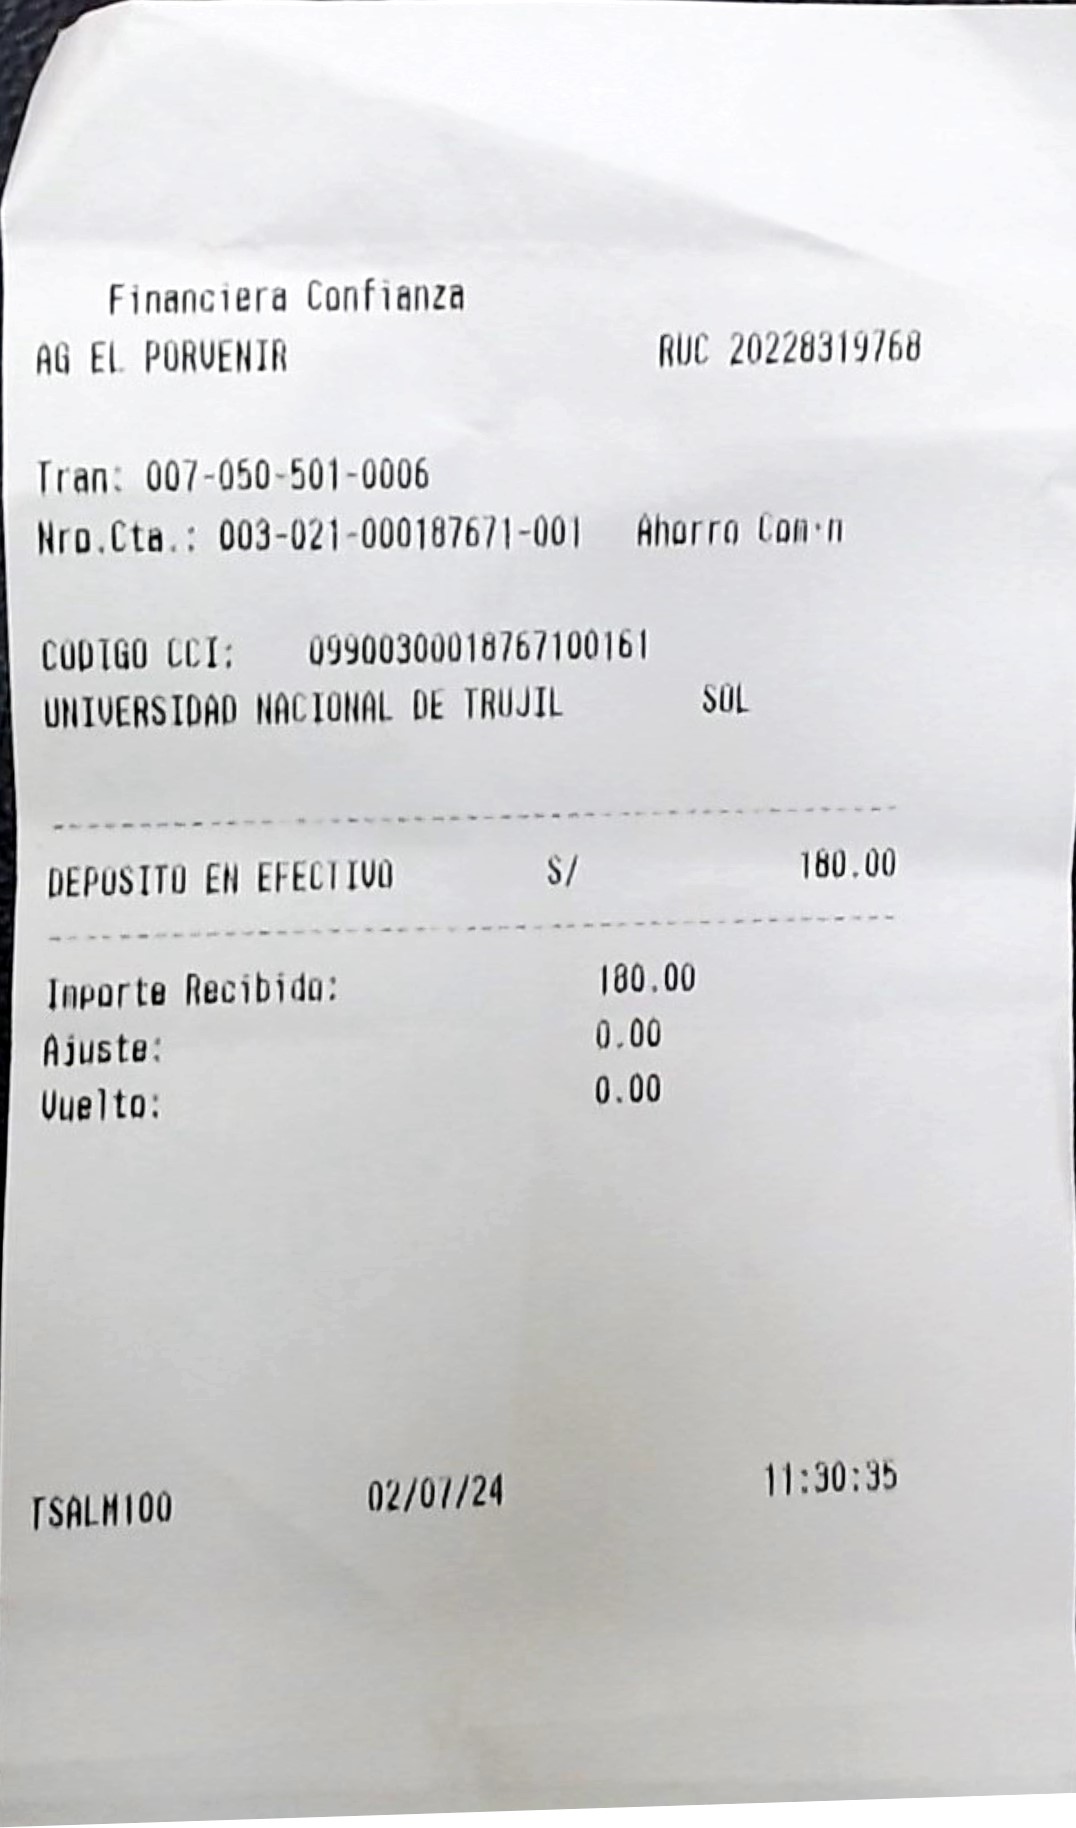 Financiera Confianza
AG EL PORVENIR RUC 20228319768
Tran: 007-050-501-0006
Nro.Cta.: 003-021-000187671-001 Ahorro Com·n
CODIGO CCI: 09900300018767100161
UNIVERSIDAD NACIONAL DE TRUJIL SOL
DEPOSITO EN EFECTIVO S/ 180.00
Importe Recibido: 180.00
Ajuste: 0.00
Vuelto: 0.00
TSALM100 02/07/24 11:30:35